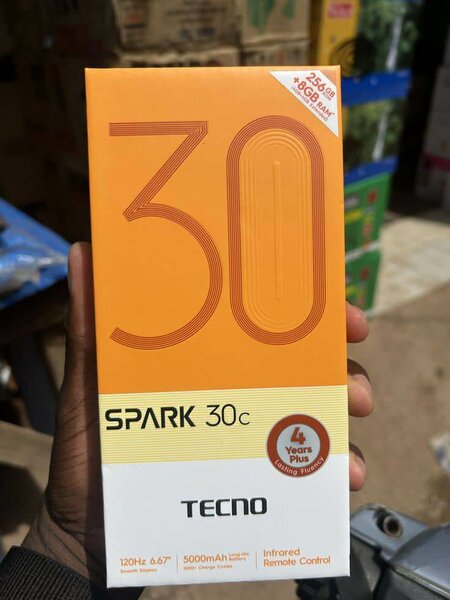 256GB
ROM
+8GB RAM*
30
SPARK 30c
4
Years
Plus
Lasting Fluency
TECNO
120Hz 6.67"
Smooth Display
5000mAh Long-life Battery
Charge Cycles
Infrared
Remote Control